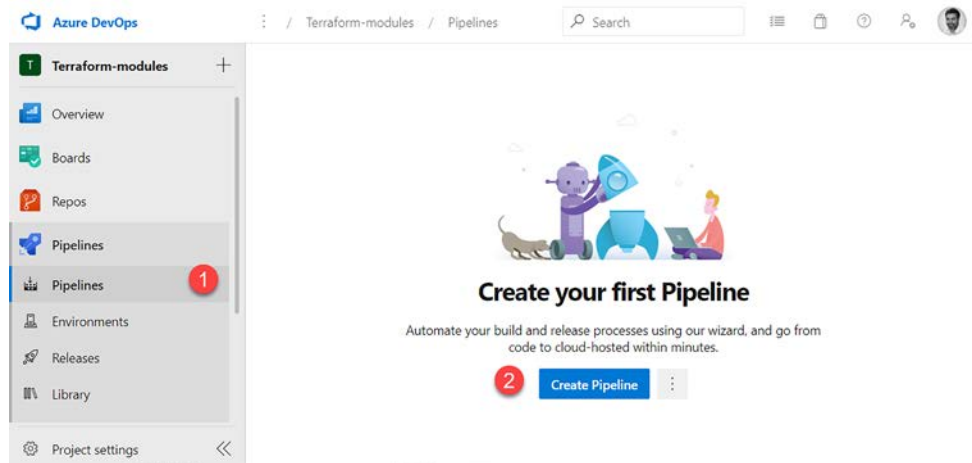 Azure DevOps
/ Terraform-modules / Pipelines
Search
T Terraform-modules
Overview
Boards
Repos
Pipelines
Pipelines
1
Environments
Releases
Library
Project settings
Create your first Pipeline
Automate your build and release processes using our wizard, and go from
code to cloud-hosted within minutes.
2 Create Pipeline